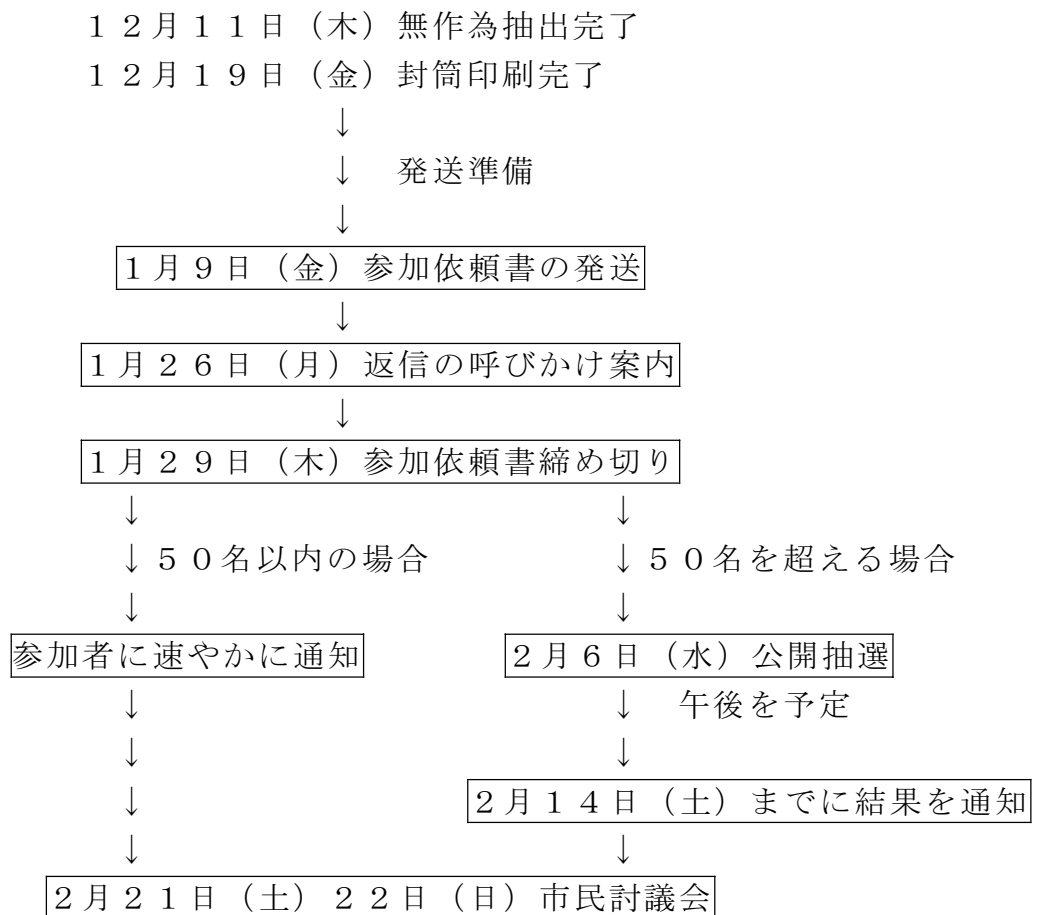 １２月１１日（木）無作為抽出完了
１２月１９日（金）封筒印刷完了
↓
↓　発送準備
↓
１月９日（金）参加依頼書の発送
↓
１月２６日（月）返信の呼びかけ案内
↓
１月２９日（木）参加依頼書締め切り
↓　↓
↓５０名以内の場合　↓５０名を超える場合
↓　↓
参加者に速やかに通知　２月６日（水）公開抽選
↓　↓　午後を予定
↓　↓
↓　２月１４日（土）までに結果を通知
↓　↓
２月２１日（土）２２日（日）市民討議会